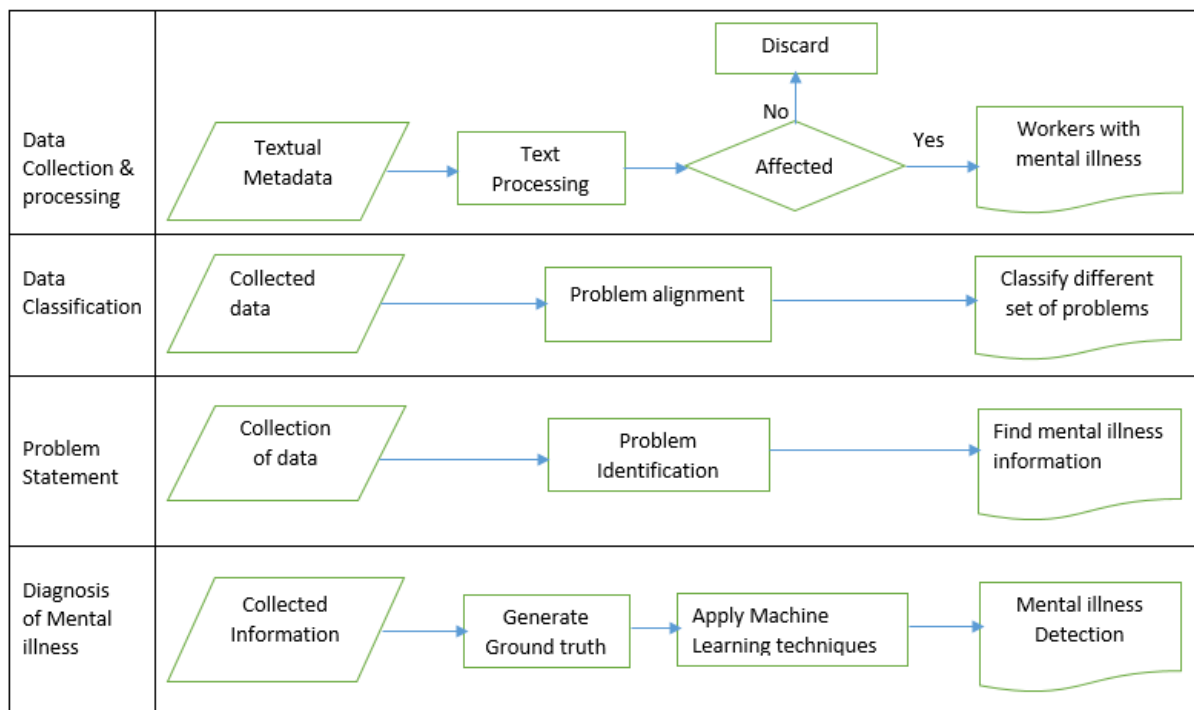 Data
Collection &
processing
Textual
Metadata
Text
Processing
Discard
No
Affected
Yes
Workers with
mental illness
Data
Classification
Collected
data
Problem alignment
Classify different
set of problems
Problem
Statement
Collection
of data
Problem
Identification
Find mental illness
information
Diagnosis
of Mental
illness
Collected
Information
Generate
Ground truth
Apply Machine
Learning techniques
Mental illness
Detection